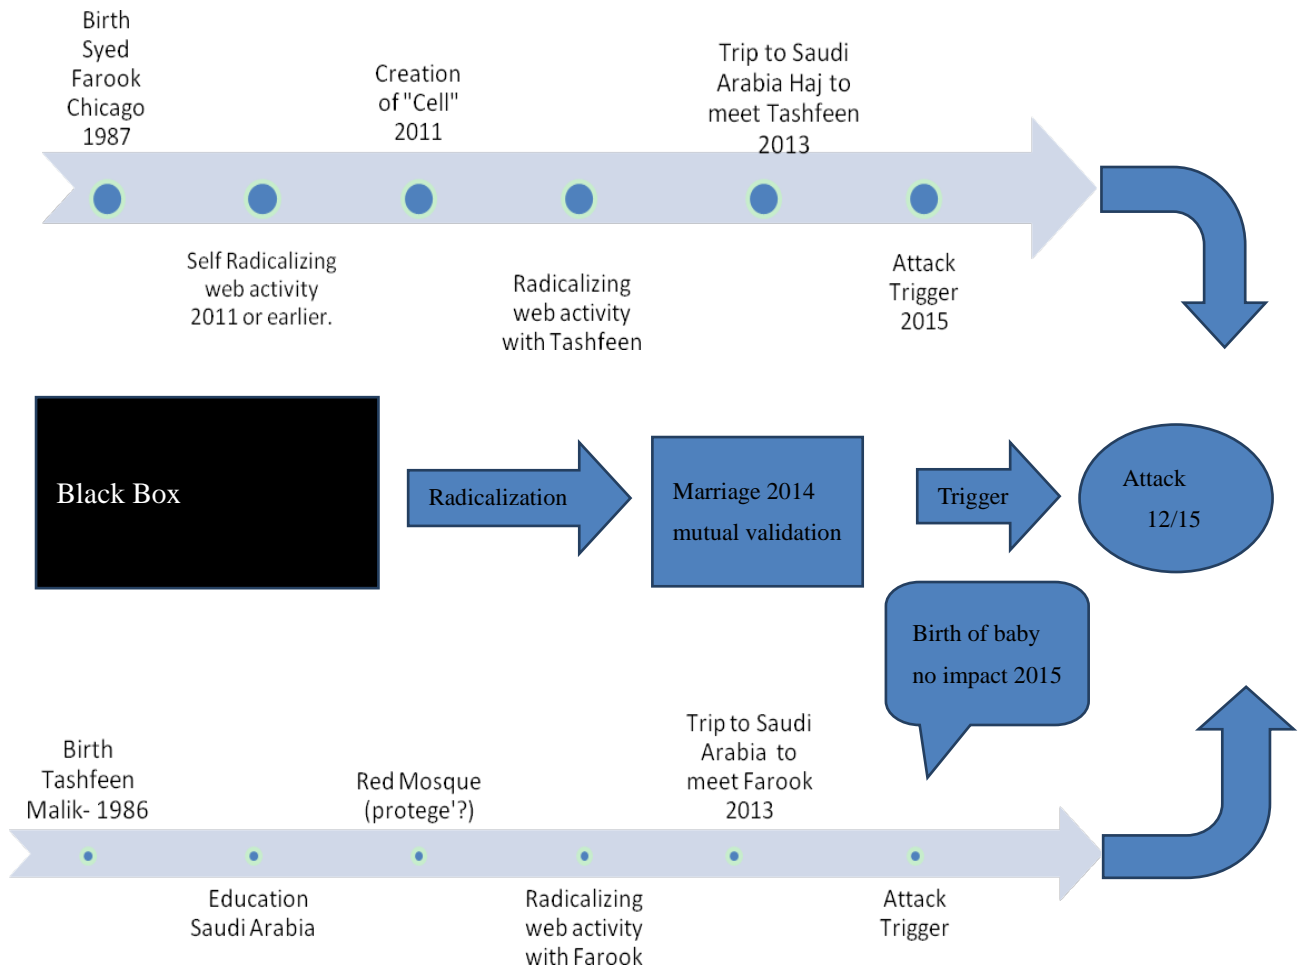 Birth
Syed
Farook
Chicago
1987
Creation
of "Cell"
2011
Trip to Saudi
Arabia Haj to
meet Tashfeen
2013
Self Radicalizing
web activity
2011 or earlier.
Radicalizing
web activity
with Tashfeen
Attack
Trigger
2015
Black Box
Radicalization
Marriage 2014
mutual validation
Trigger
Attack
12/15
Birth of baby
no impact 2015
Birth
Tashfeen
Malik- 1986
Red Mosque
(protege'?)
Trip to Saudi
Arabia to
meet Farook
2013
Education
Saudi Arabia
Radicalizing
web activity
with Farook
Attack
Trigger